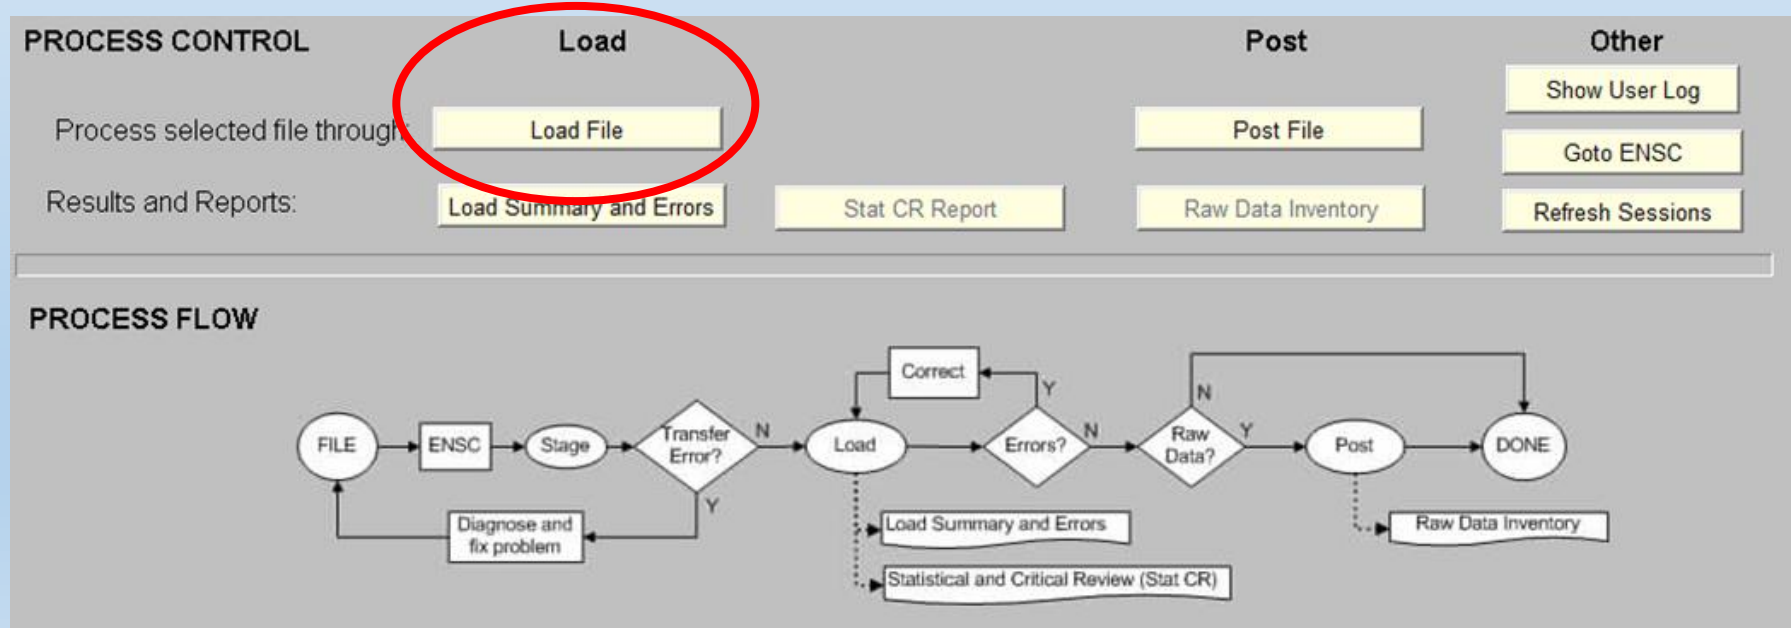 PROCESS CONTROL
Load
Post
Other
Show User Log
Process selected file through:
Load File
Post File
Goto ENSC
Results and Reports:
Load Summary and Errors
Stat CR Report
Raw Data Inventory
Refresh Sessions
PROCESS FLOW
Correct
Y
N
FILE
ENSC
Stage
Transfer
Error?
N
Load
Errors?
N
Raw
Data?
Y
Post
DONE
Y
Diagnose and
fix problem
Load Summary and Errors
Raw Data Inventory
Statistical and Critical Review (Stat CR)